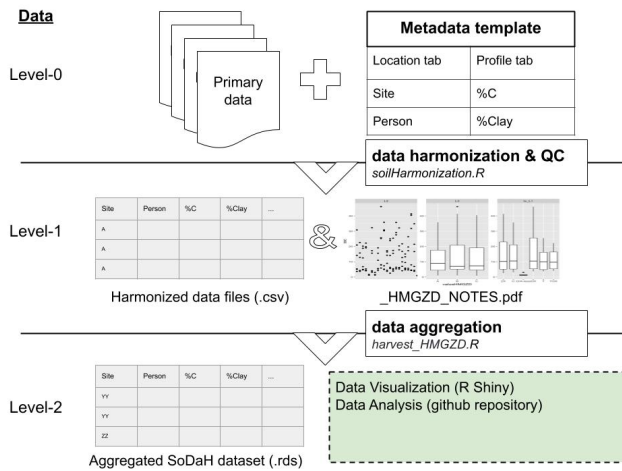 Data
Level-0
Primary
data
Metadata template
Location tab Profile tab
Site %C
Person %Clay
data harmonization & QC
soilHarmonization.R
Level-1
Site Person %C %Clay ...
A
A
A
&
Harmonized data files (.csv)
_HMGZD_NOTES.pdf
data aggregation
harvest_HMGZD.R
Level-2
Site Person %C %Clay ...
YY
YY
ZZ
Aggregated SoDaH dataset (.rds)
Data Visualization (R Shiny)
Data Analysis (github repository)